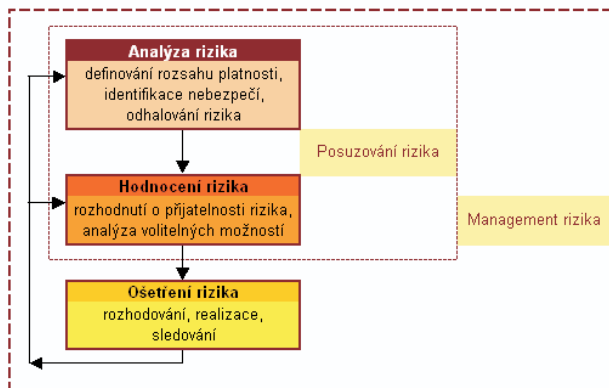 Analýza rizika
definování rozsahu platnosti,
identifikace nebezpečí,
odhalování rizika
Posuzování rizika
Hodnocení rizika
rozhodnutí o přijatelnosti rizika,
analýza volitelných možností
Management rizika
Ošetření rizika
rozhodování, realizace,
sledování